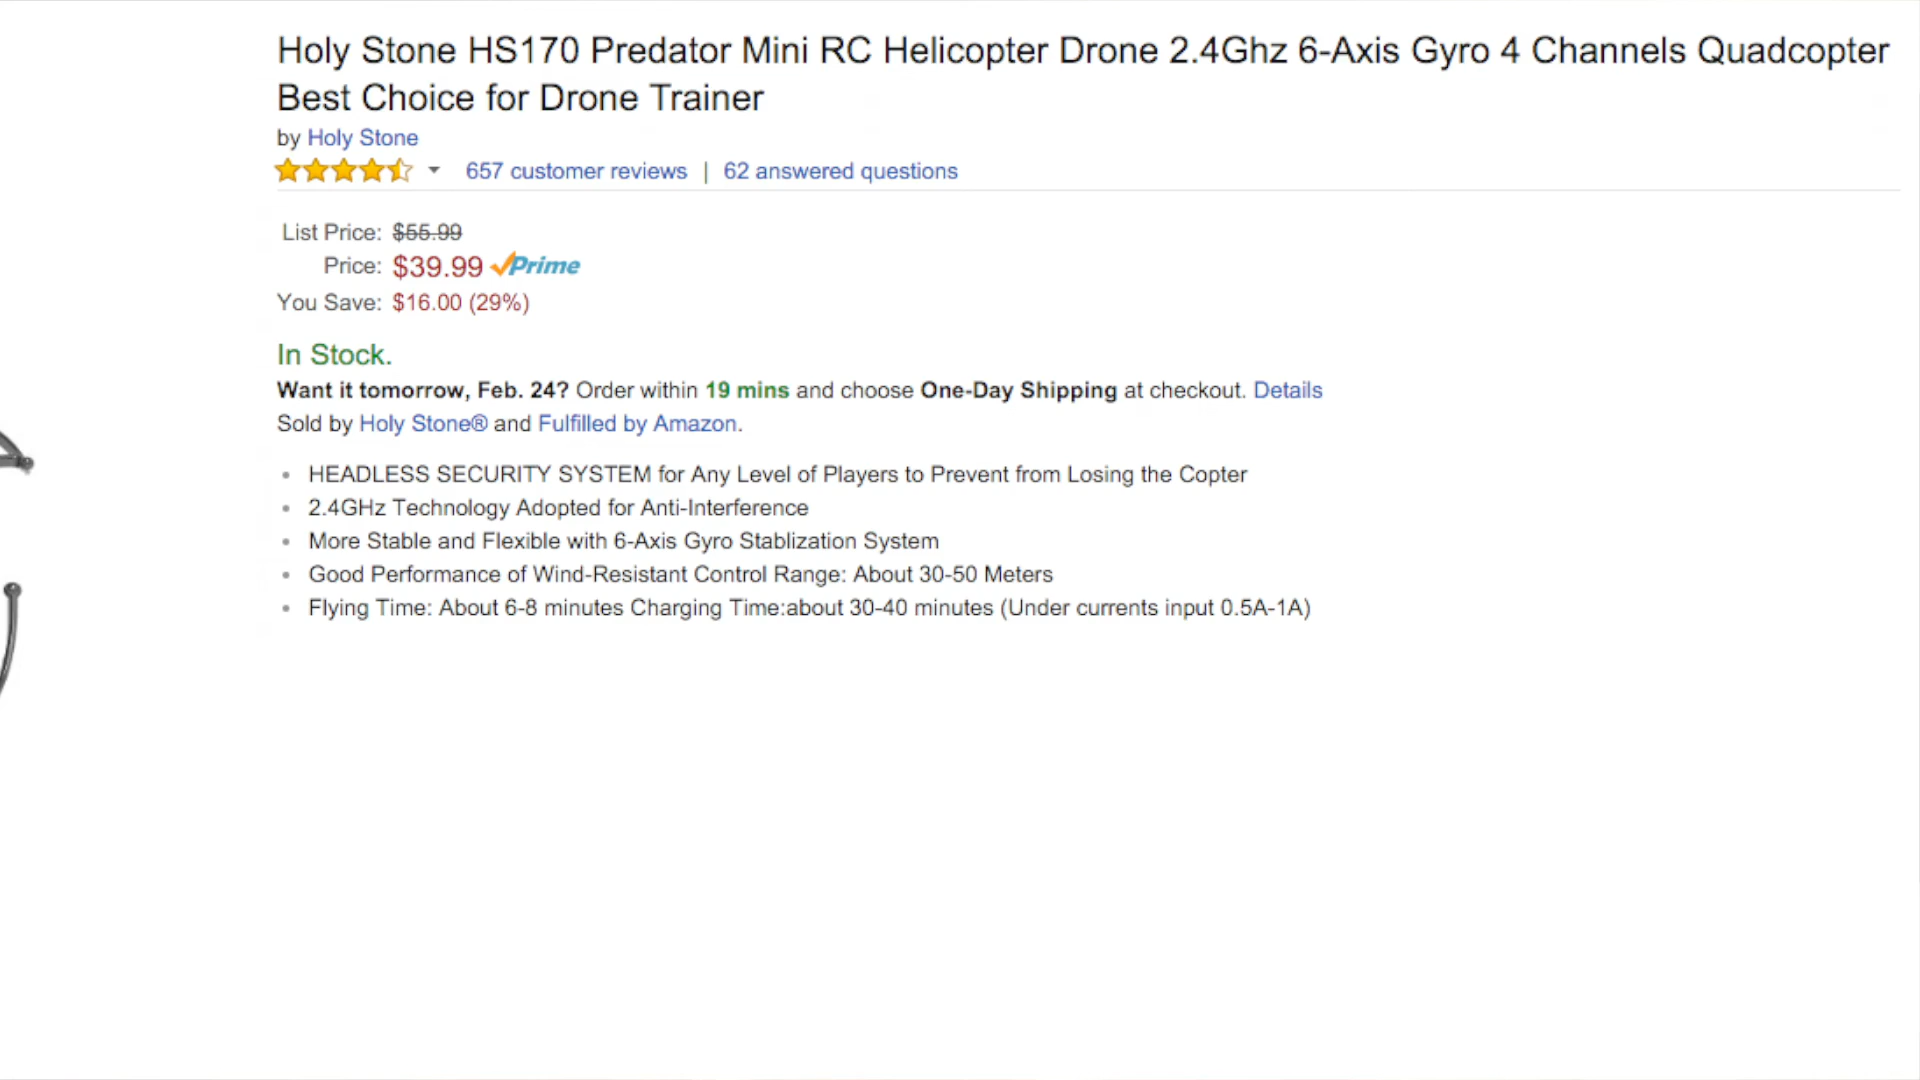 Holy Stone HS170 Predator Mini RC Helicopter Drone 2.4Ghz 6-Axis Gyro 4 Channels Quadcopter
Best Choice for Drone Trainer
by Holy Stone
657 customer reviews | 62 answered questions
List Price: $55.99
Price: $39.99 Prime
You Save: $16.00 (29%)
In Stock.
Want it tomorrow, Feb. 24? Order within 19 mins and choose One-Day Shipping at checkout. Details
Sold by Holy Stone® and Fulfilled by Amazon.
• HEADLESS SECURITY SYSTEM for Any Level of Players to Prevent from Losing the Copter
• 2.4GHz Technology Adopted for Anti-Interference
• More Stable and Flexible with 6-Axis Gyro Stablization System
• Good Performance of Wind-Resistant Control Range: About 30-50 Meters
• Flying Time: About 6-8 minutes Charging Time:about 30-40 minutes (Under currents input 0.5A-1A)